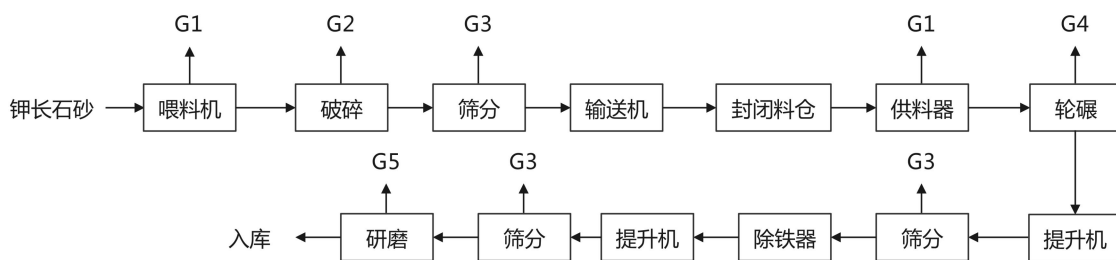 G1 G2 G3 G1 G4
钾长石砂 喂料机 破碎 筛分 输送机 封闭料仓 供料器 轮碾
G5 G3 G3
入库 研磨 筛分 提升机 除铁器 筛分 提升机